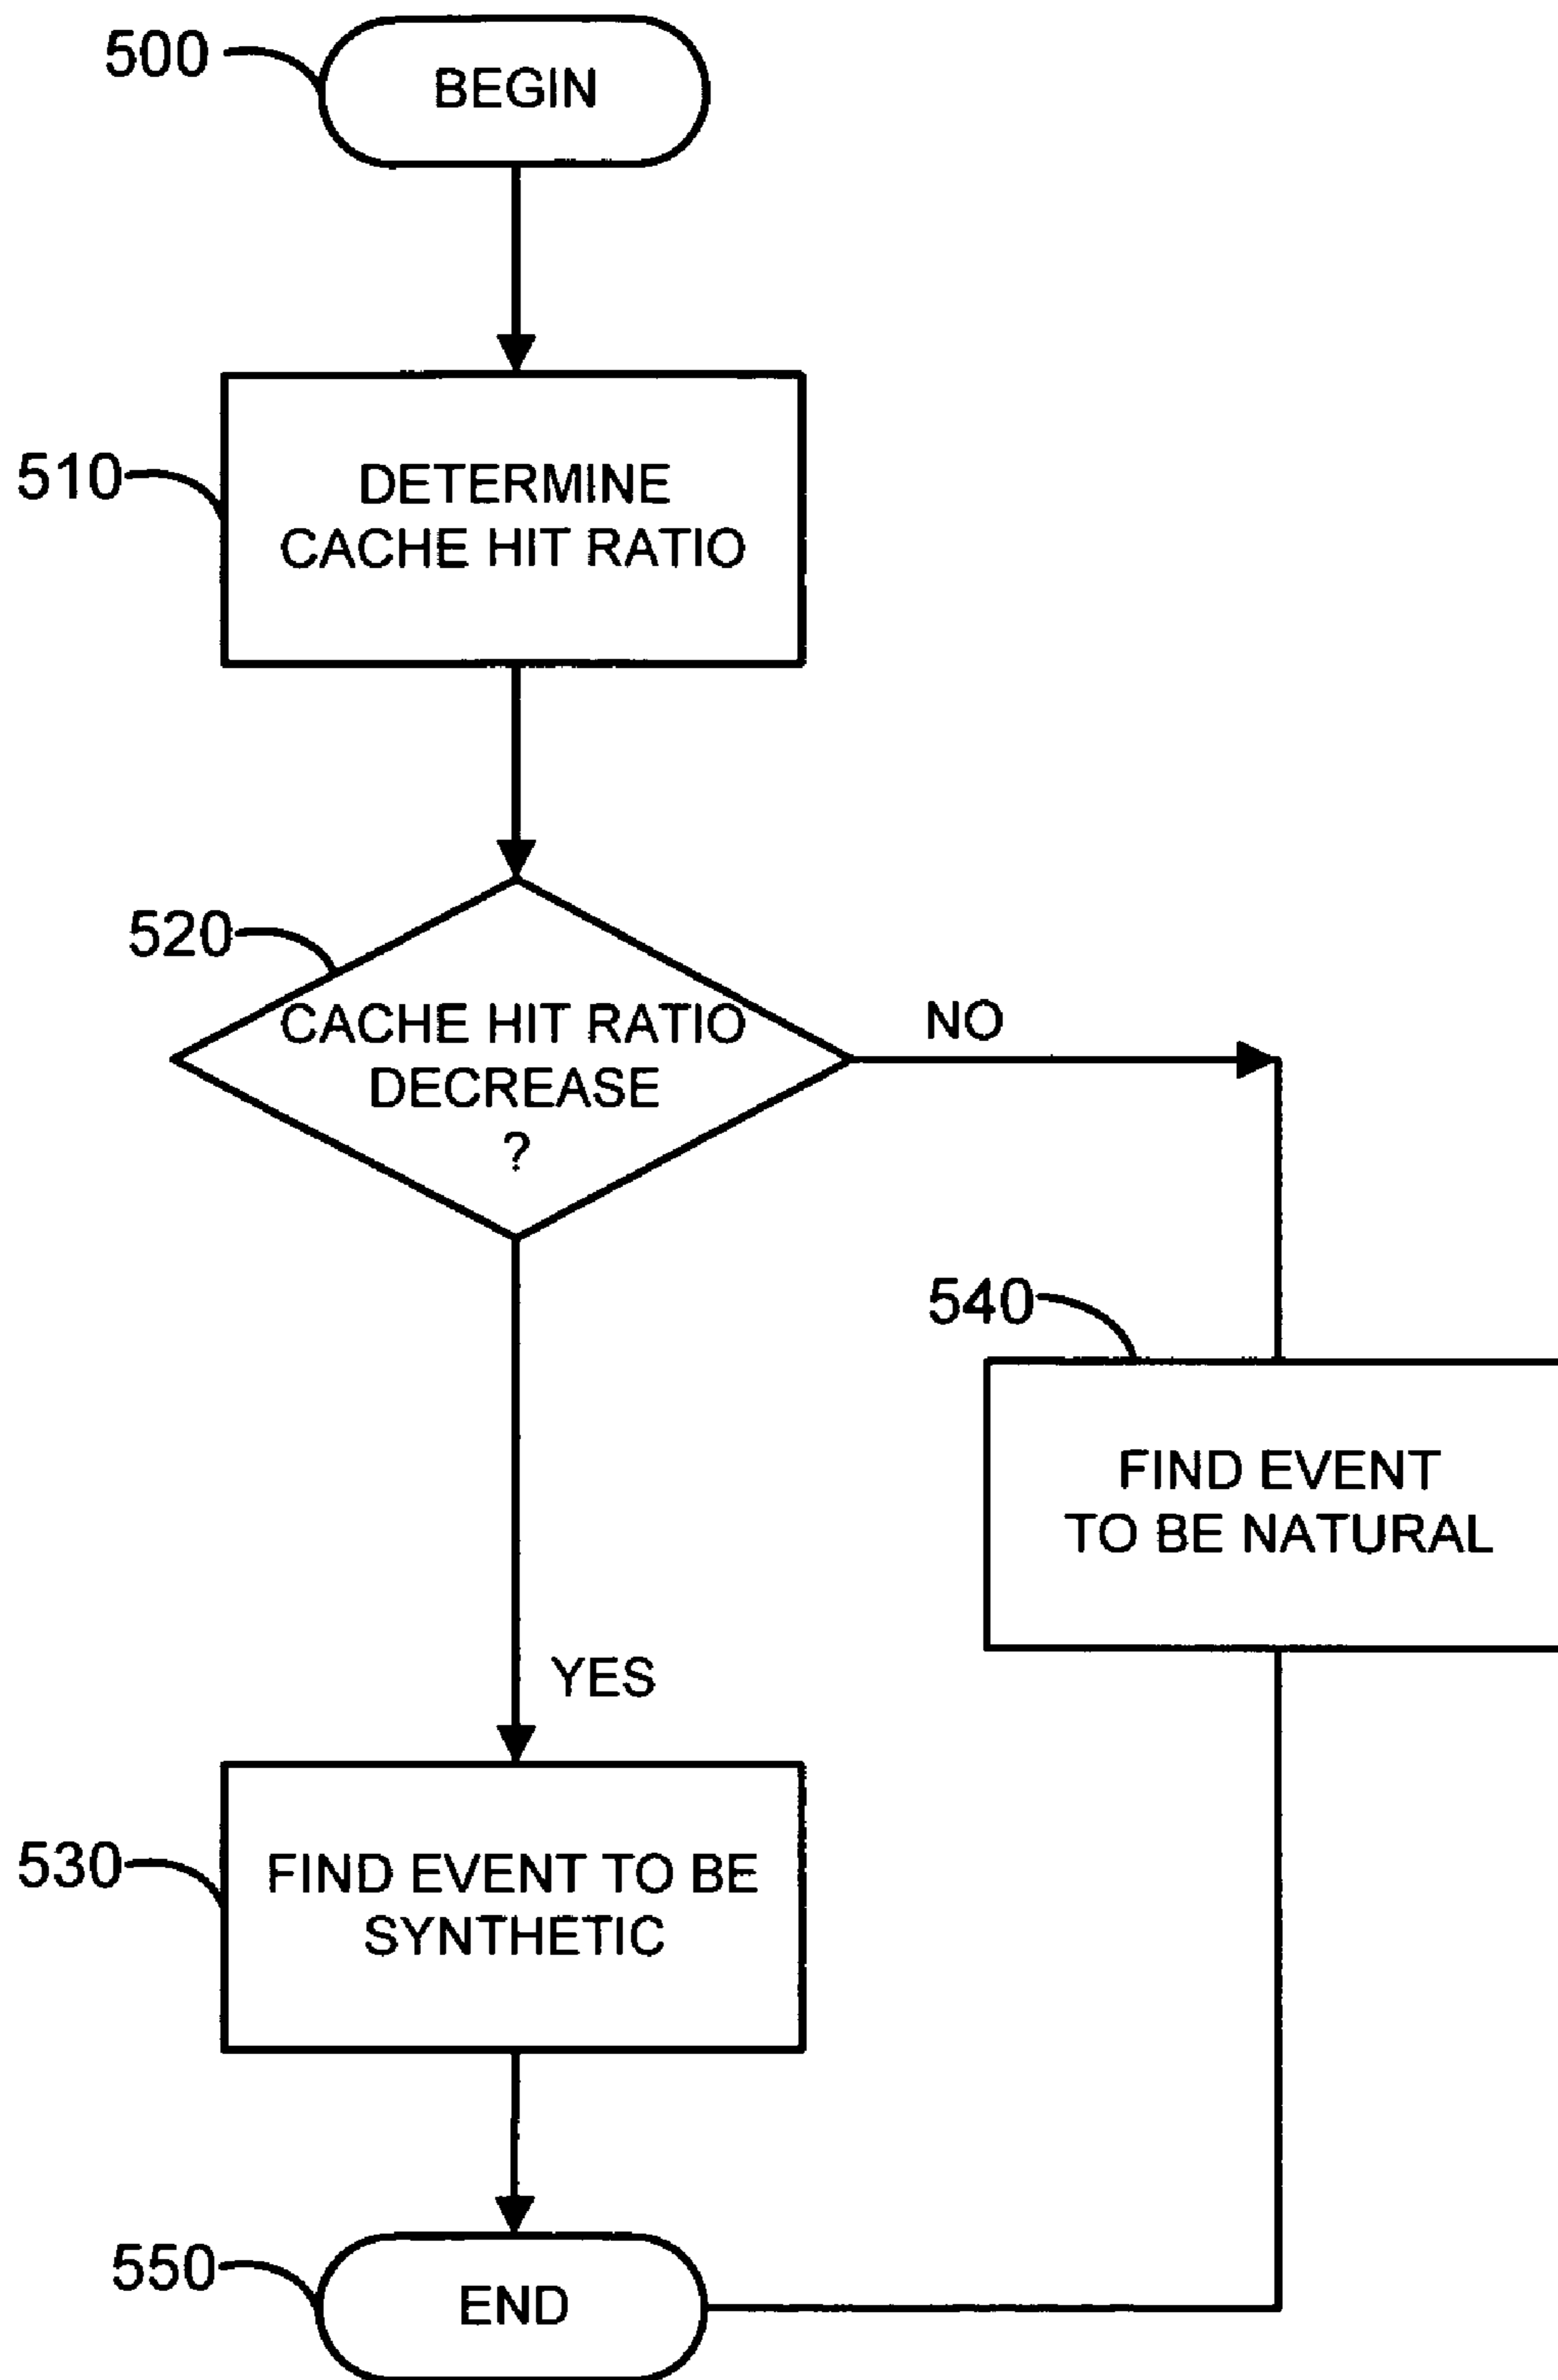 500
BEGIN
510
DETERMINE
CACHE HIT RATIO
520
CACHE HIT RATIO
DECREASE
?
NO
540
FIND EVENT
TO BE NATURAL
YES
530
FIND EVENT TO BE
SYNTHETIC
550
END